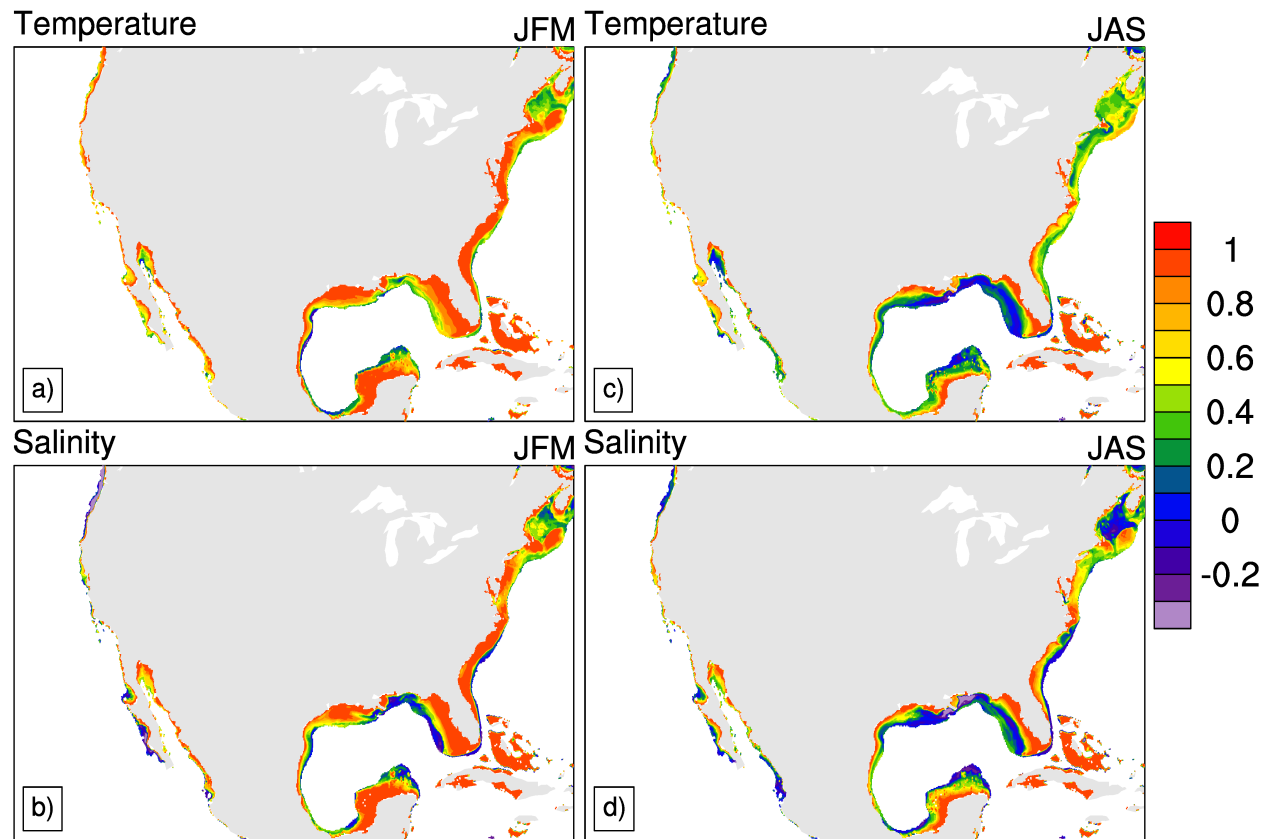 Temperature JFM
Temperature JAS
a)
c)
Salinity JFM
Salinity JAS
b)
d)
1
0.8
0.6
0.4
0.2
0
-0.2